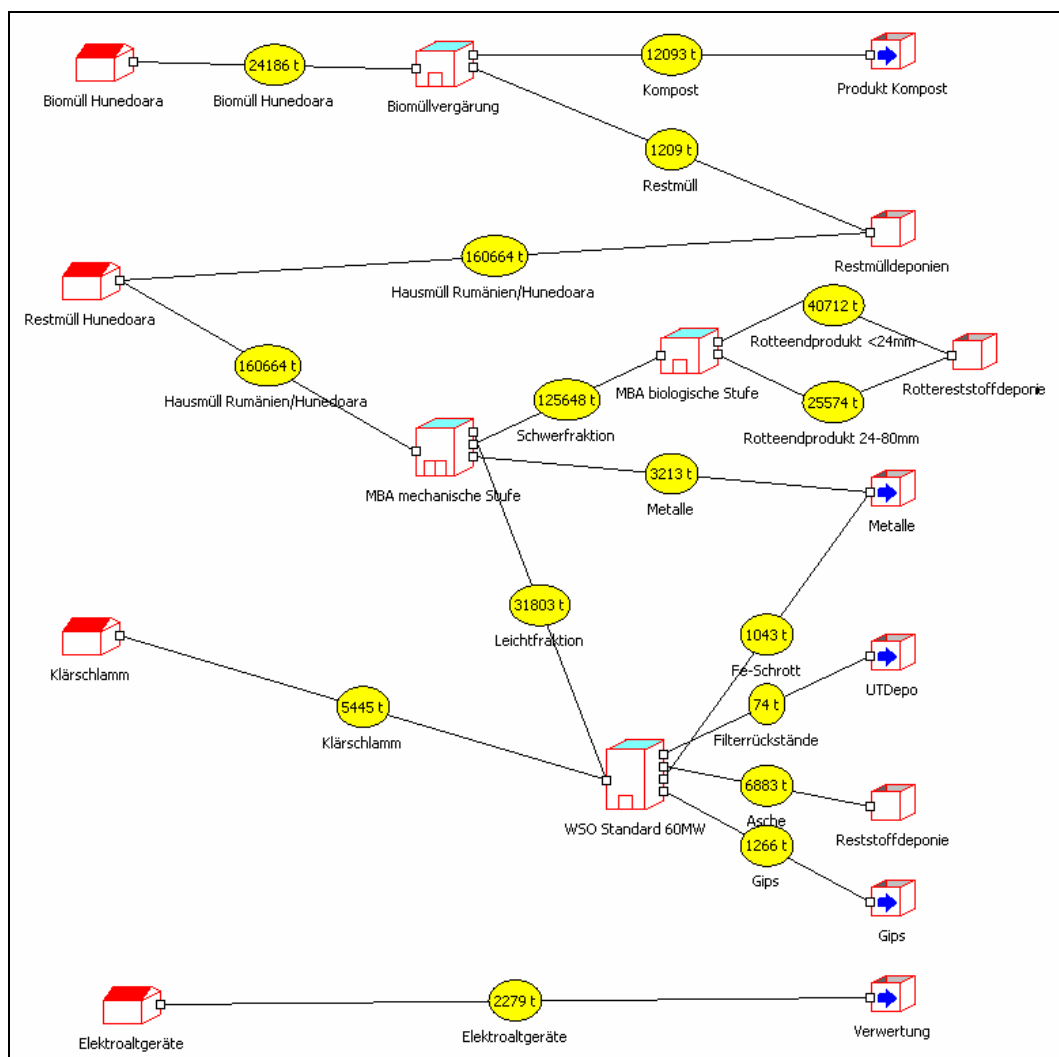 24186 t
12093 t
Biomüll Hunedoara
Biomüll Hunedoara
Biomüllvergärung
Kompost
Produkt Kompost
1209 t
Restmüll
160664 t
Hausmüll Rumänien/Hunedoara
Restmülldeponien
Restmüll Hunedoara
40712 t
Rotteendprodukt <24mm
160664 t
Hausmüll Rumänien/Hunedoara
MBA biologische Stufe
Rottereststoffdeponie
125648 t
Schwerfraktion
25574 t
Rotteendprodukt 24-80mm
MBA mechanische Stufe
3213 t
Metalle
Metalle
31803 t
Leichtfraktion
1043 t
Fe-Schrott
Klärschlamm
UTDepo
5445 t
Klärschlamm
74 t
Filterrückstände
6883 t
Asche
WSO Standard 60MW
Reststoffdeponie
1266 t
Gips
Gips
2279 t
Elektroaltgeräte
Elektroaltgeräte
Verwertung